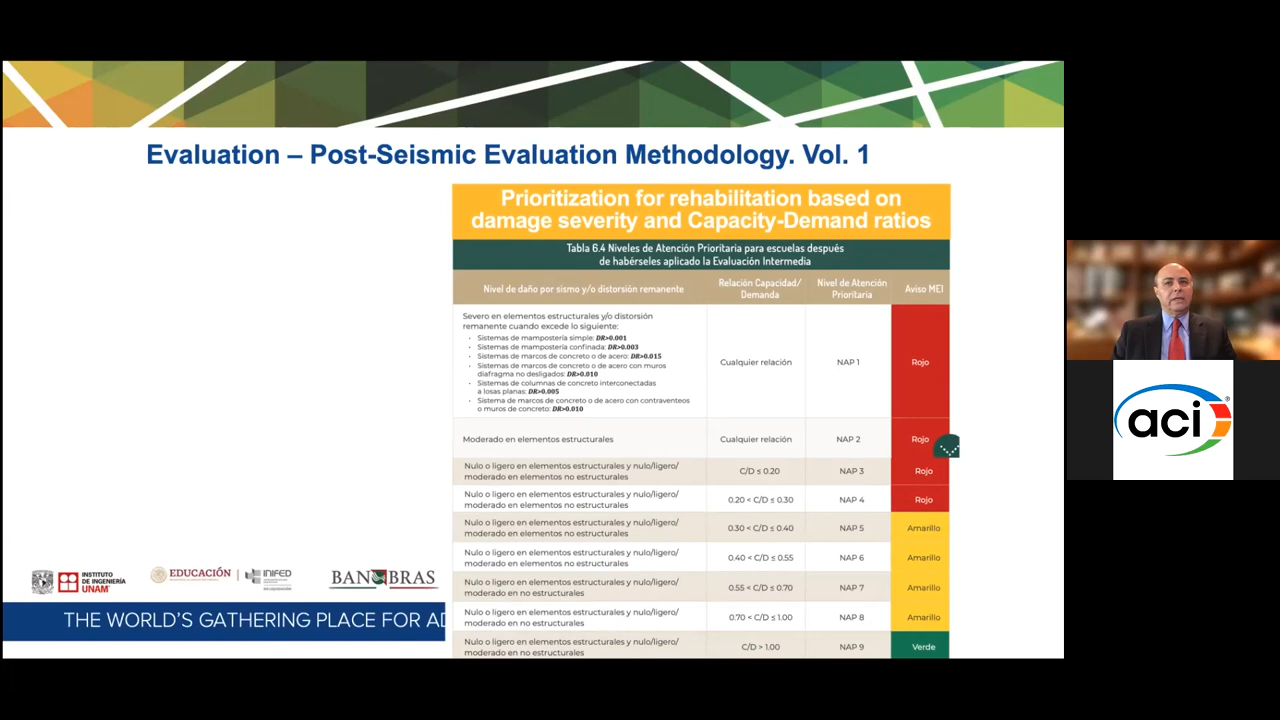 Evaluation – Post-Seismic Evaluation Methodology. Vol. 1
Prioritization for rehabilitation based on
damage severity and Capacity-Demand ratios
Tabla 6.4 Niveles de Atención Prioritaria para escuelas después
de habérseles aplicado la Evaluación Intermedia
Nivel de daño por sismo y/o distorsión remanente
Relación Capacidad/
Demanda
Nivel de Atención
Prioritaria
Aviso MEI
Severo en elementos estructurales y/o distorsión
remanente cuando excede lo siguiente:
• Sistemas de mampostería simple: DR>0.001
• Sistemas de mampostería confinada: DR>0.003
• Sistemas de marcos de concreto o de acero: DR>0.015
• Sistemas de marcos de concreto o de acero con muros
diafragma no desligados: DR>0.010
• Sistemas de columnas de concreto interconectadas
a losas planas: DR>0.005
• Sistema de marcos de concreto o de acero con contraventeos
o muros de concreto: DR>0.010
Cualquier relación
NAP 1
Rojo
Moderado en elementos estructurales
Cualquier relación
NAP 2
Rojo
Nulo o ligero en elementos estructurales y nulo/ligero/
moderado en elementos no estructurales
C/D ≤ 0.20
NAP 3
Rojo
Nulo o ligero en elementos estructurales y nulo/ligero/
moderado en elementos no estructurales
0.20 < C/D ≤ 0.30
NAP 4
Rojo
Nulo o ligero en elementos estructurales y nulo/ligero/
moderado en elementos no estructurales
0.30 < C/D ≤ 0.40
NAP 5
Amarillo
Nulo o ligero en elementos estructurales y nulo/ligero/
moderado en elementos no estructurales
0.40 < C/D ≤ 0.55
NAP 6
Amarillo
Nulo o ligero en elementos estructurales y nulo/ligero/
moderado en no estructurales
0.55 < C/D ≤ 0.70
NAP 7
Amarillo
Nulo o ligero en elementos estructurales y nulo/ligero/
moderado en no estructurales
0.70 < C/D ≤ 1.00
NAP 8
Amarillo
Nulo o ligero en elementos estructurales y nulo/ligero/
moderado en no estructurales
C/D > 1.00
NAP 9
Verde
INSTITUTO
DE INGENIERÍA
UNAM
EDUCACIÓN
INIFED
BANOBRAS
THE WORLD'S GATHERING PLACE FOR AD
aci®